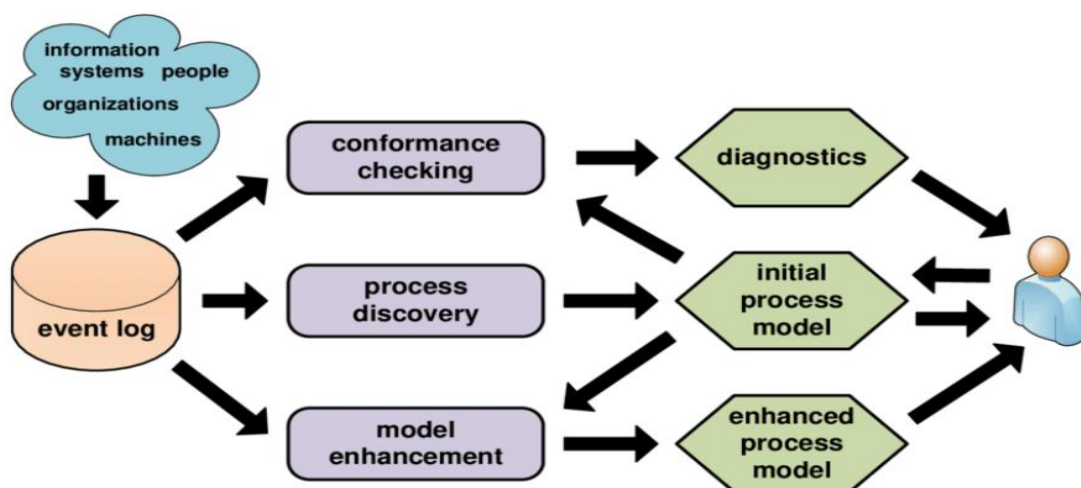 information
systems people
organizations
machines
conformance
checking
diagnostics
event log
process
discovery
initial
process
model
model
enhancement
enhanced
process
model